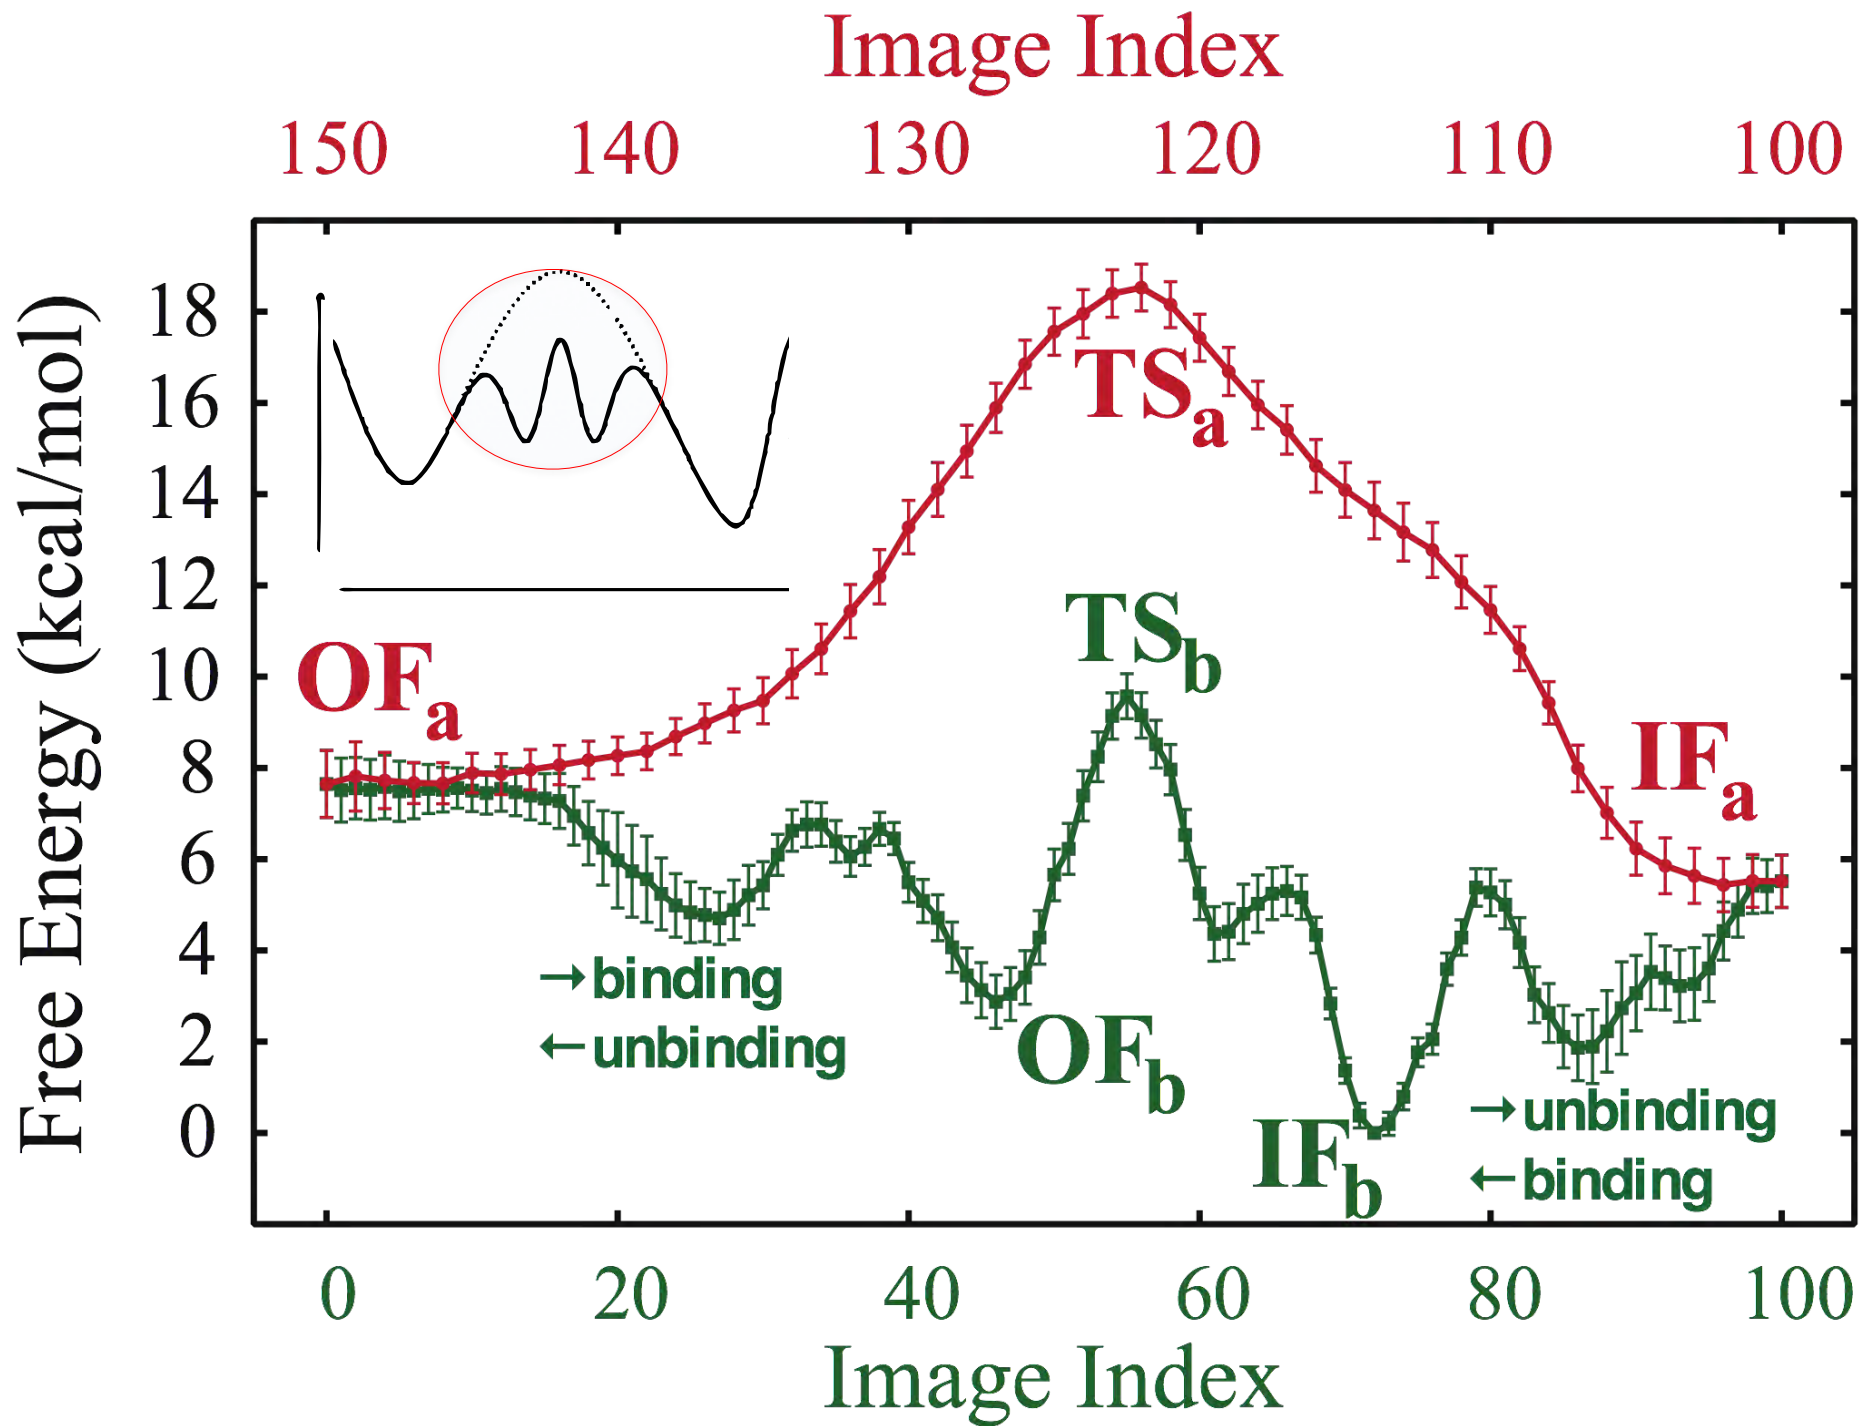 Image Index
150 140 130 120 110 100
Free Energy (kcal/mol)
18
16
14
12
10
8
6
4
2
0
TSa
TSb
OFa
IFa
→binding
←unbinding
OFb
IFb
→unbinding
←binding
0 20 40 60 80 100
Image Index